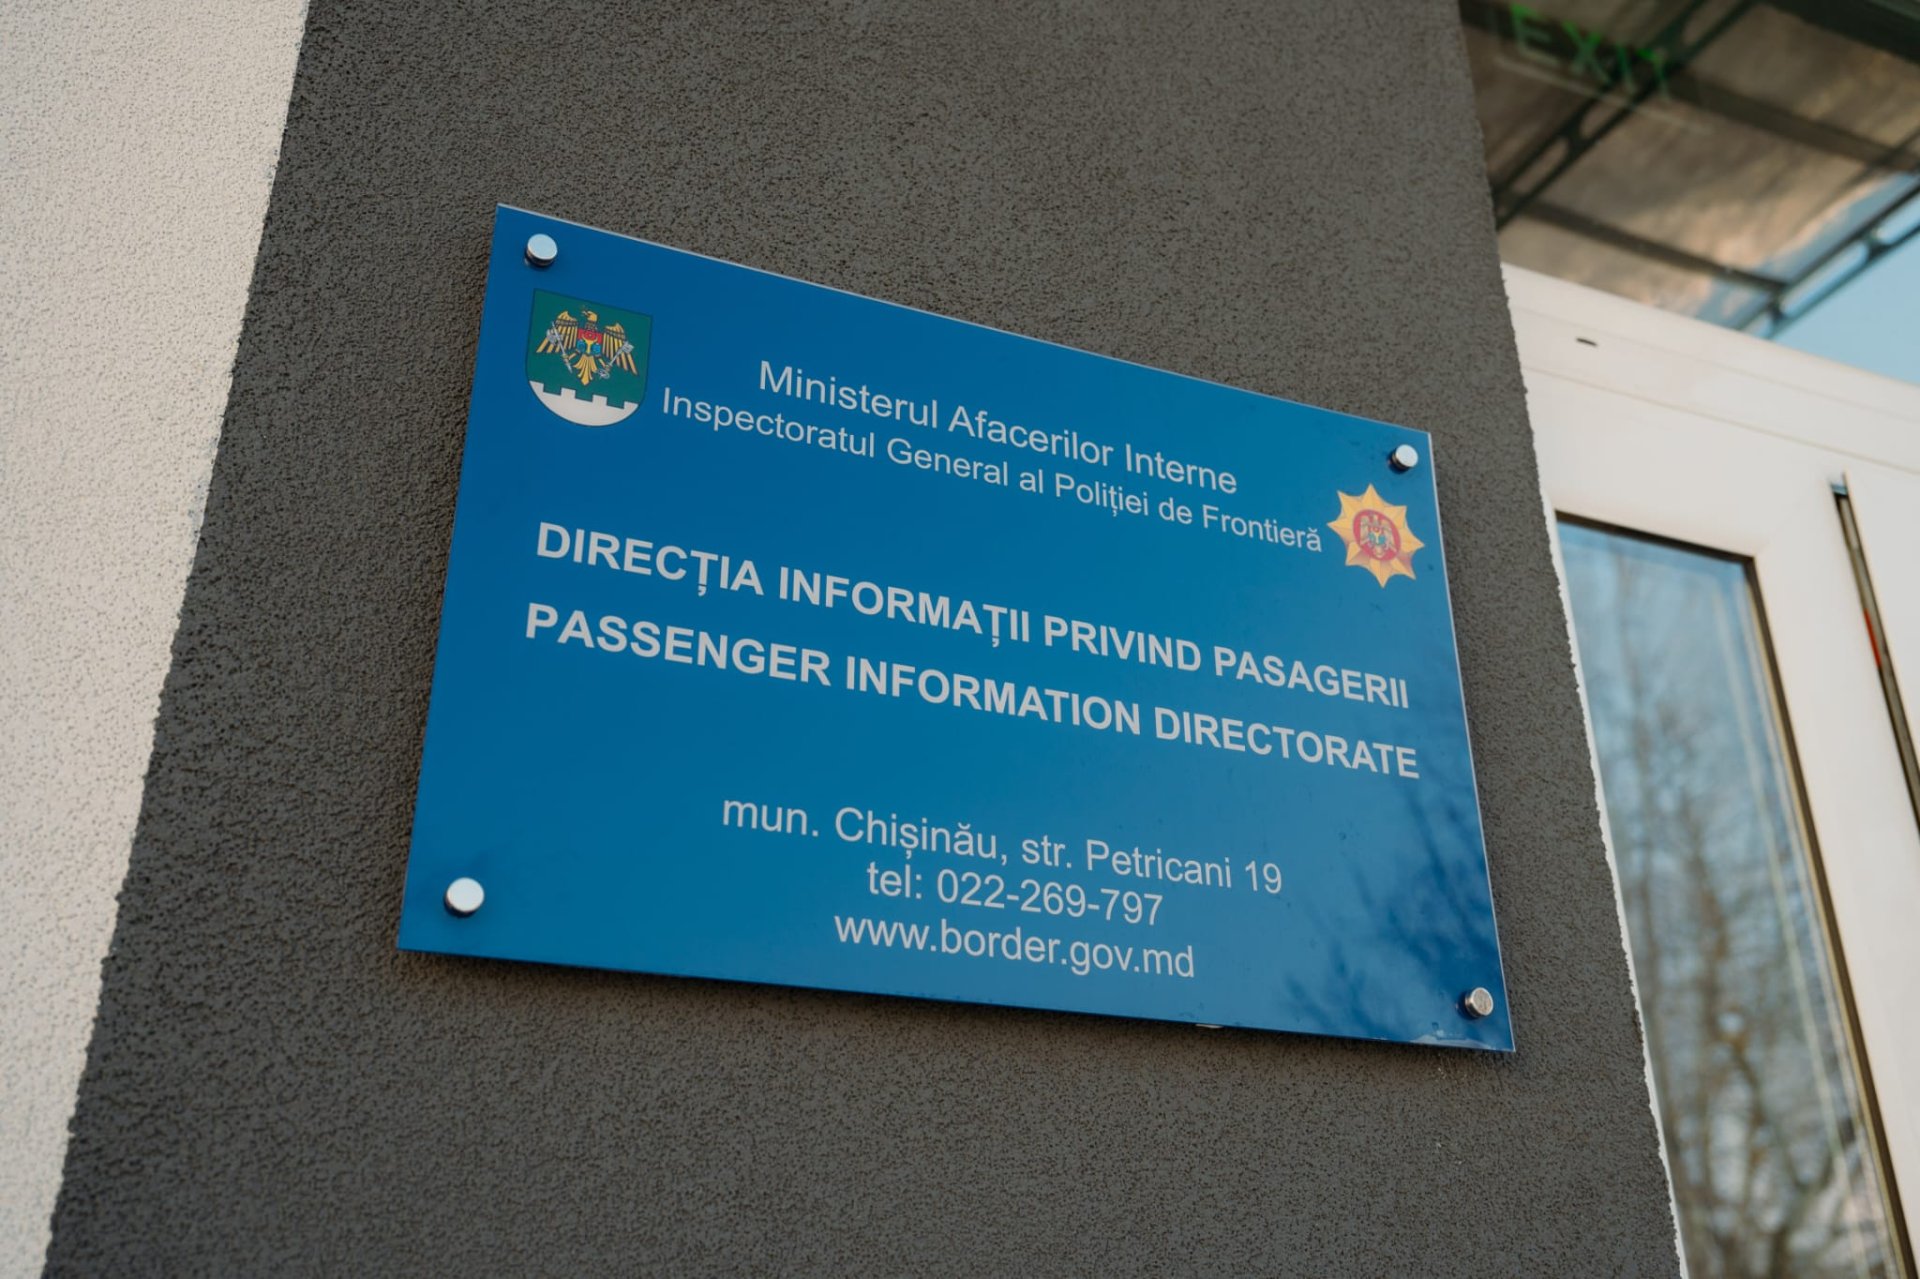 EXIT
Ministerul Afacerilor Interne
Inspectoratul General al Poliției de Frontieră
DIRECȚIA INFORMAȚII PRIVIND PASAGERII
PASSENGER INFORMATION DIRECTORATE
mun. Chișinău, str. Petricani 19
tel: 022-269-797
www.border.gov.md